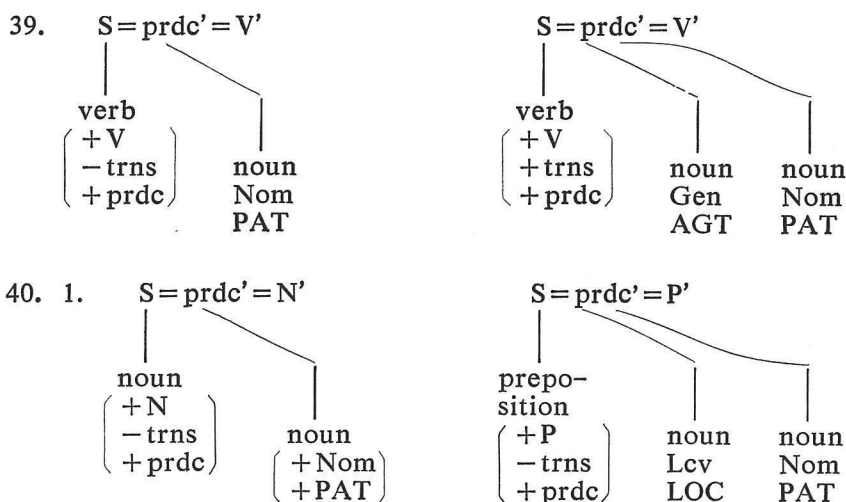 39. S=prdc'=V' S=prdc'=V'
verb verb
+V +V
−trns noun +trns noun noun
+prdc Nom +prdc Gen Nom
PAT AGT PAT
40. 1. S=prdc'=N' S=prdc'=P'
noun prepo-
+N sition
−trns noun +P noun noun
+prdc +Nom −trns Lcv Nom
+PAT +prdc LOC PAT